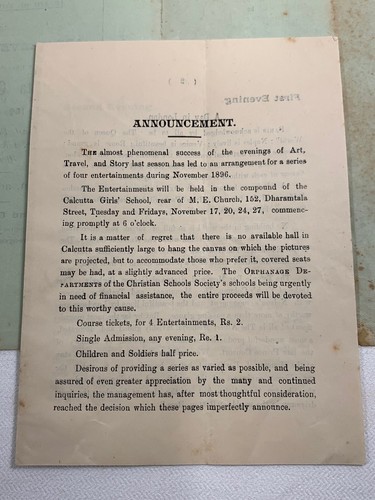 ANNOUNCEMENT.
THE almost phenomenal success of the evenings of Art,
Travel, and Story last season has led to an arrangement for a series
of four entertainments during November 1896.
The Entertainments will be held in the compound of the
Calcutta Girls' School, rear of M. E. Church, 152, Dharamtala
Street, Tuesday and Fridays, November 17, 20, 24, 27, commenc-
ing promptly at 6 o'clock.
It is a matter of regret that there is no available hall in
Calcutta sufficiently large to hang the canvas on which the pictures
are projected, but to accommodate those who prefer it, covered seats
may be had, at a slightly advanced price. The ORPHANAGE DE-
PARTMENTS of the Christian Schools Society's schools being urgently
in need of financial assistance, the entire proceeds will be devoted
to this worthy cause.
Course tickets, for 4 Entertainments, Rs. 2.
Single Admission, any evening, Re. 1.
Children and Soldiers half price.
Desirous of providing a series as varied as possible, and being
assured of even greater appreciation by the many and continued
inquiries, the management has, after most thoughtful consideration,
reached the decision which these pages imperfectly announce.